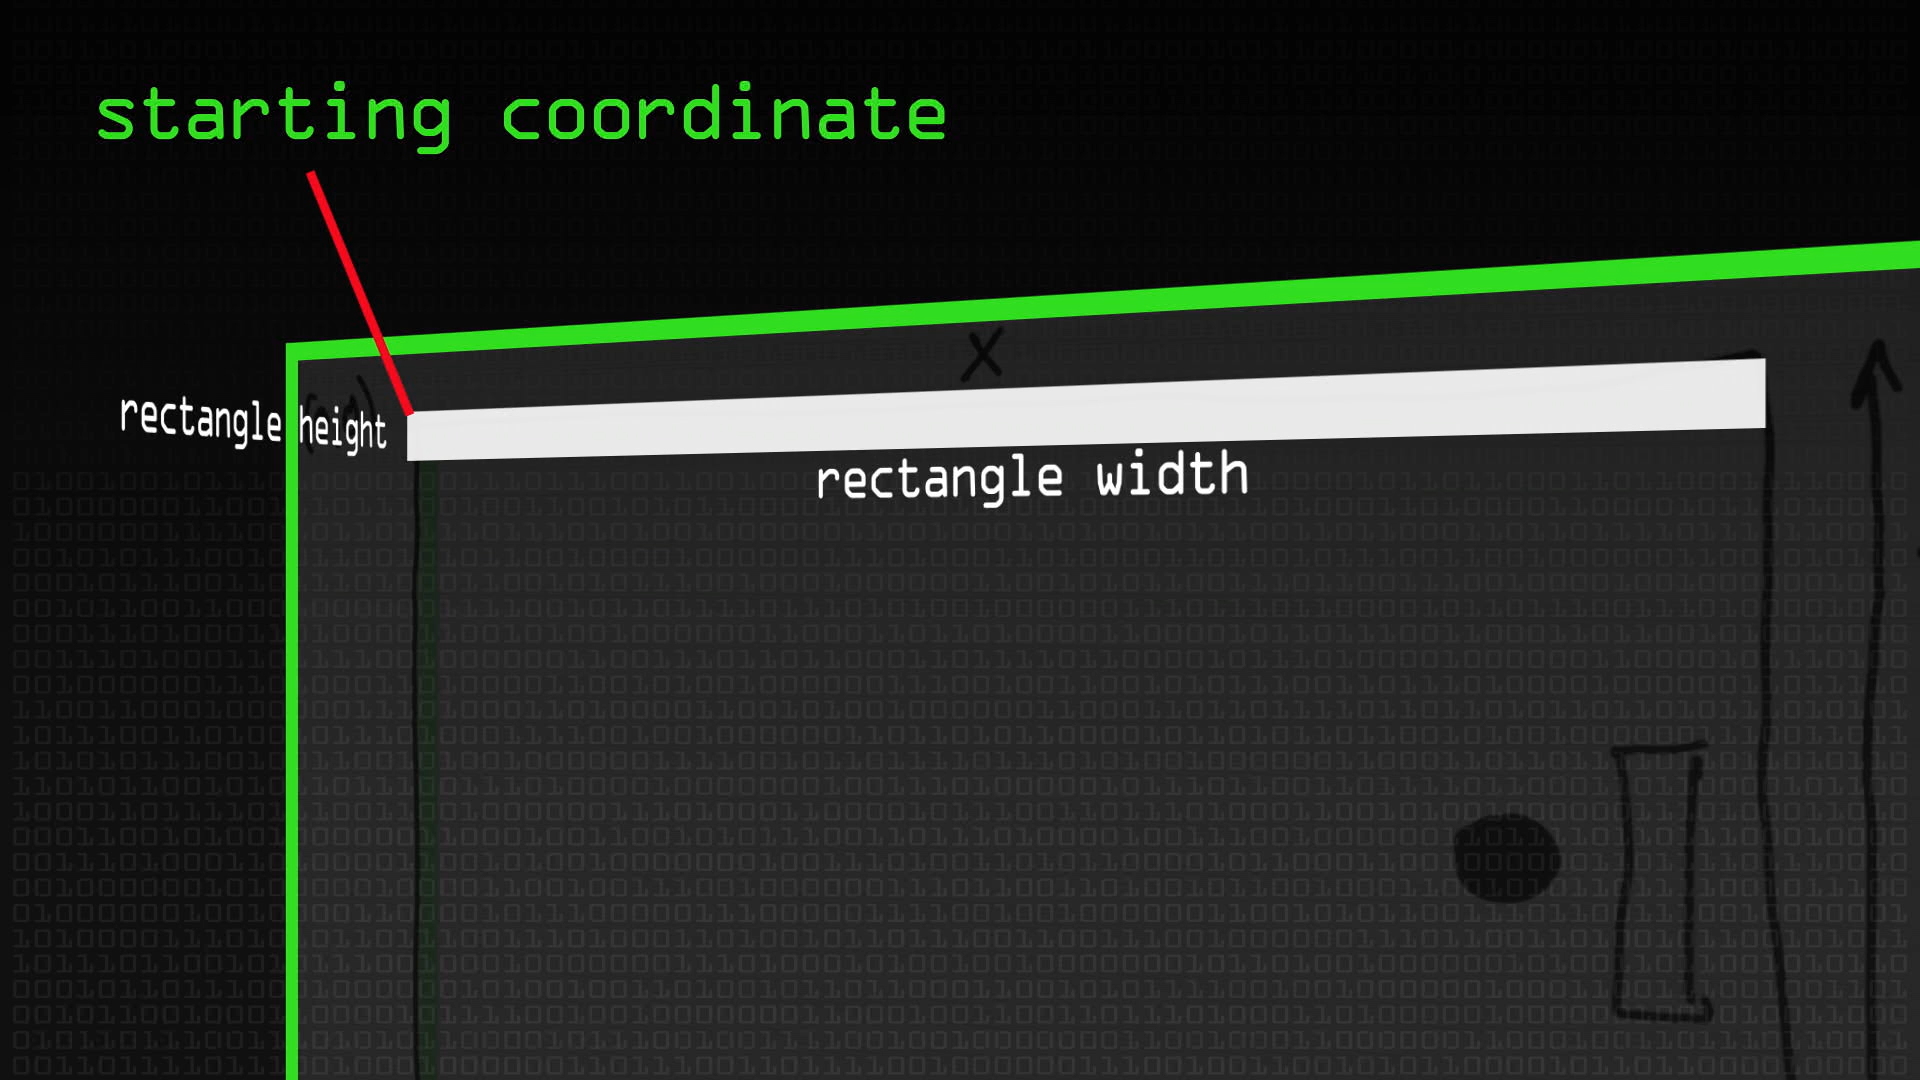 starting coordinate
X
rectangle height
rectangle width